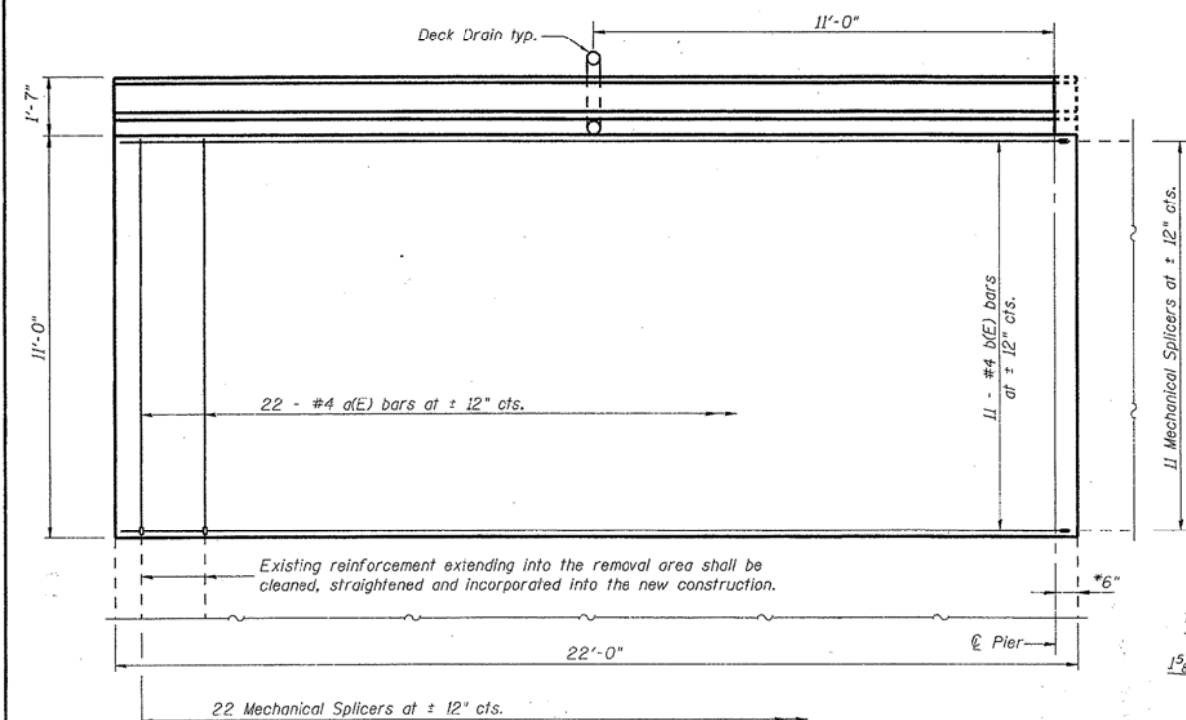 11'-0"
Deck Drain typ.
1'-7"
11'-0"
11 - #4 b(E) bars
at ± 12" cts.
11 Mechanical Splicers at ± 12" cts.
22 - #4 a(E) bars at ± 12" cts.
Existing reinforcement extending into the removal area shall be
cleaned, straightened and incorporated into the new construction.
*6"
℄ Pier
22'-0"
22 Mechanical Splicers at ± 12" cts.